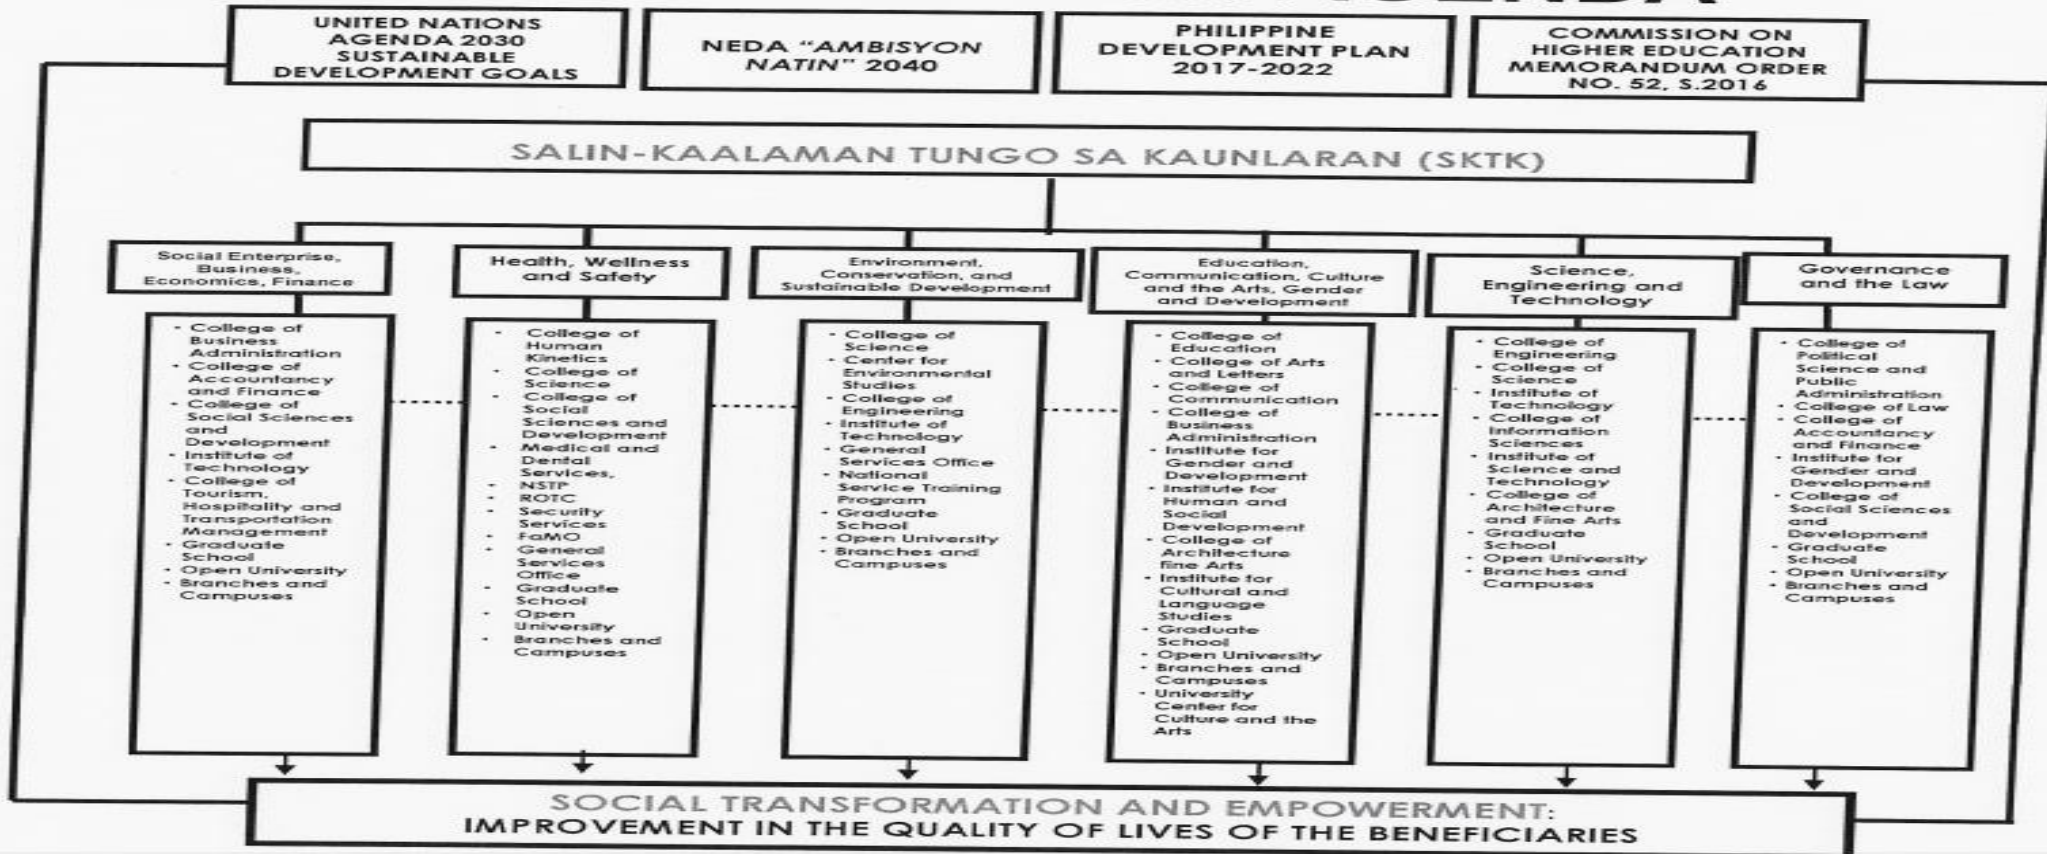 UNITED NATIONS
AGENDA 2030
SUSTAINABLE
DEVELOPMENT GOALS
NEDA "AMBISYON
NATIN" 2040
PHILIPPINE
DEVELOPMENT PLAN
2017-2022
COMMISSION ON
HIGHER EDUCATION
MEMORANDUM ORDER
NO. 52, S.2016
SALIN-KAALAMAN TUNGO SA KAUNLARAN (SKTK)
Social Enterprise,
Business,
Economics, Finance
- College of
Business
Administration
- College of
Accountancy
and Finance
- College of
Social Sciences
and
Development
- Institute of
Technology
- College of
Tourism,
Hospitality and
Transportation
Management
- Graduate
School
- Open University
- Branches and
Campuses
Health, Wellness
and Safety
- College of
Human
Kinetics
- College of
Science
- College of
Social
Sciences and
Development
- Medical and
Dental
Services,
- NSTP
- ROTC
- Security
Services
- FaMO
- General
Services
Office
- Graduate
School
- Open
University
- Branches and
Campuses
Environment,
Conservation, and
Sustainable Development
- College of
Science
- Center for
Environmental
Studies
- College of
Engineering
- Institute of
Technology
- General
Services Office
- National
Service Training
Program
- Graduate
School
- Open University
- Branches and
Campuses
Education,
Communication, Culture
and the Arts, Gender
and Development
- College of
Education
- College of Arts
and Letters
- College of
Communication
- College of
Business
Administration
- Institute for
Gender and
Development
- Institute for
Human and
Social
Development
- College of
Architecture
fine Arts
- Institute for
Cultural and
Language
Studies
- Graduate
School
- Open University
- Branches and
Campuses
- University
Center for
Culture and the
Arts
Science,
Engineering and
Technology
- College of
Engineering
- College of
Science
- Institute of
Technology
- College of
Information
Sciences
- Institute of
Science and
Technology
- College of
Architecture
and Fine Arts
- Graduate
School
- Open University
- Branches and
Campuses
Governance
and the Law
- College of
Political
Science and
Public
Administration
- College of Law
- College of
Accountancy
and Finance
- Institute for
Gender and
Development
- College of
Social Sciences
and
Development
- Graduate
School
- Open University
- Branches and
Campuses
SOCIAL TRANSFORMATION AND EMPOWERMENT:
IMPROVEMENT IN THE QUALITY OF LIVES OF THE BENEFICIARIES